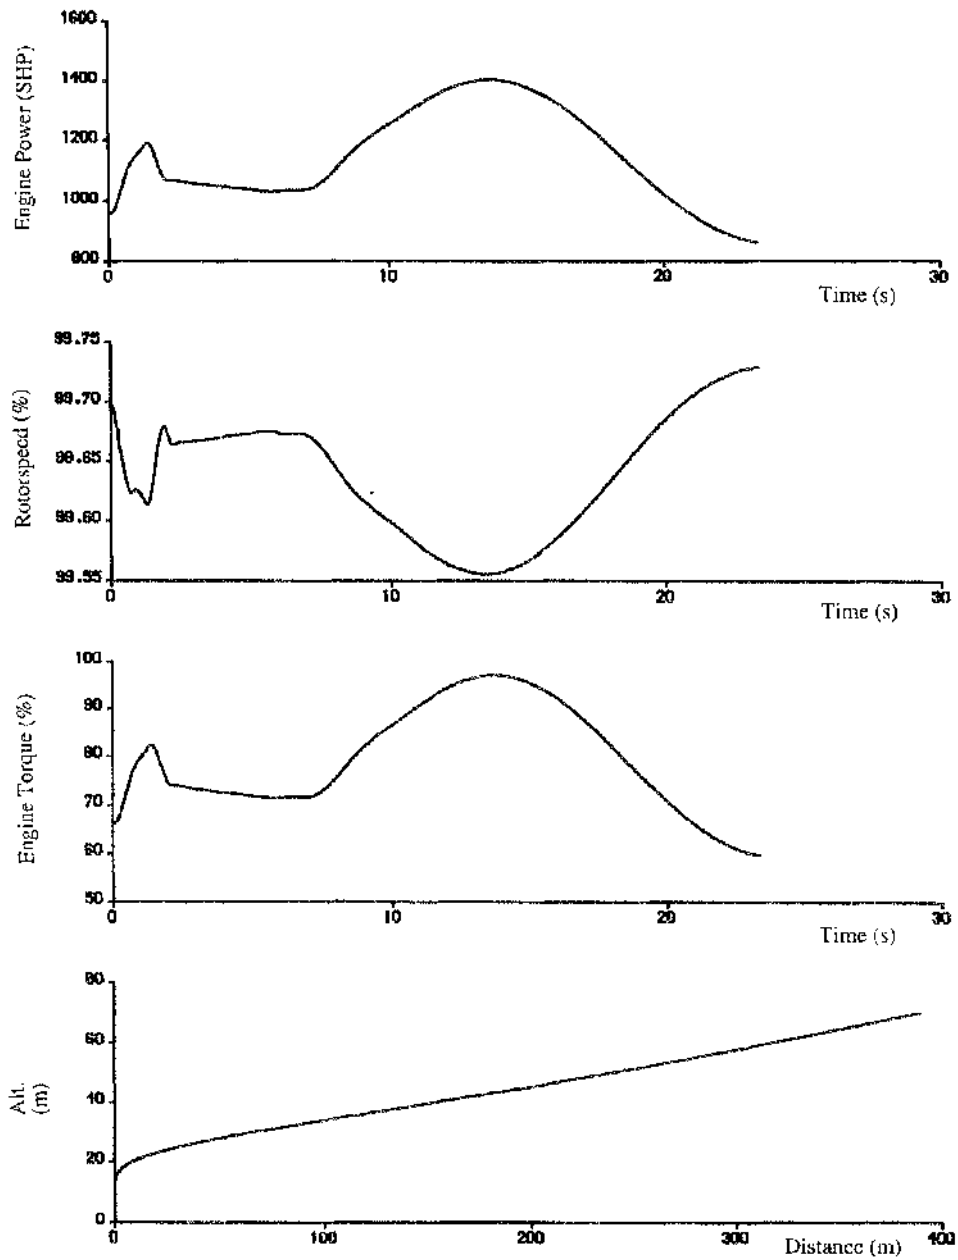 1600
1400
1200
1000
800
Engine Power (SHP)
0 10 20 30
Time (s)
99.75
99.70
99.65
99.60
99.55
Rotorspeed (%)
0 10 20 30
Time (s)
100
90
80
70
60
50
Engine Torque (%)
0 10 20 30
Time (s)
80
60
40
20
0
Alt.
(m)
0 100 200 300 400
Distance (m)